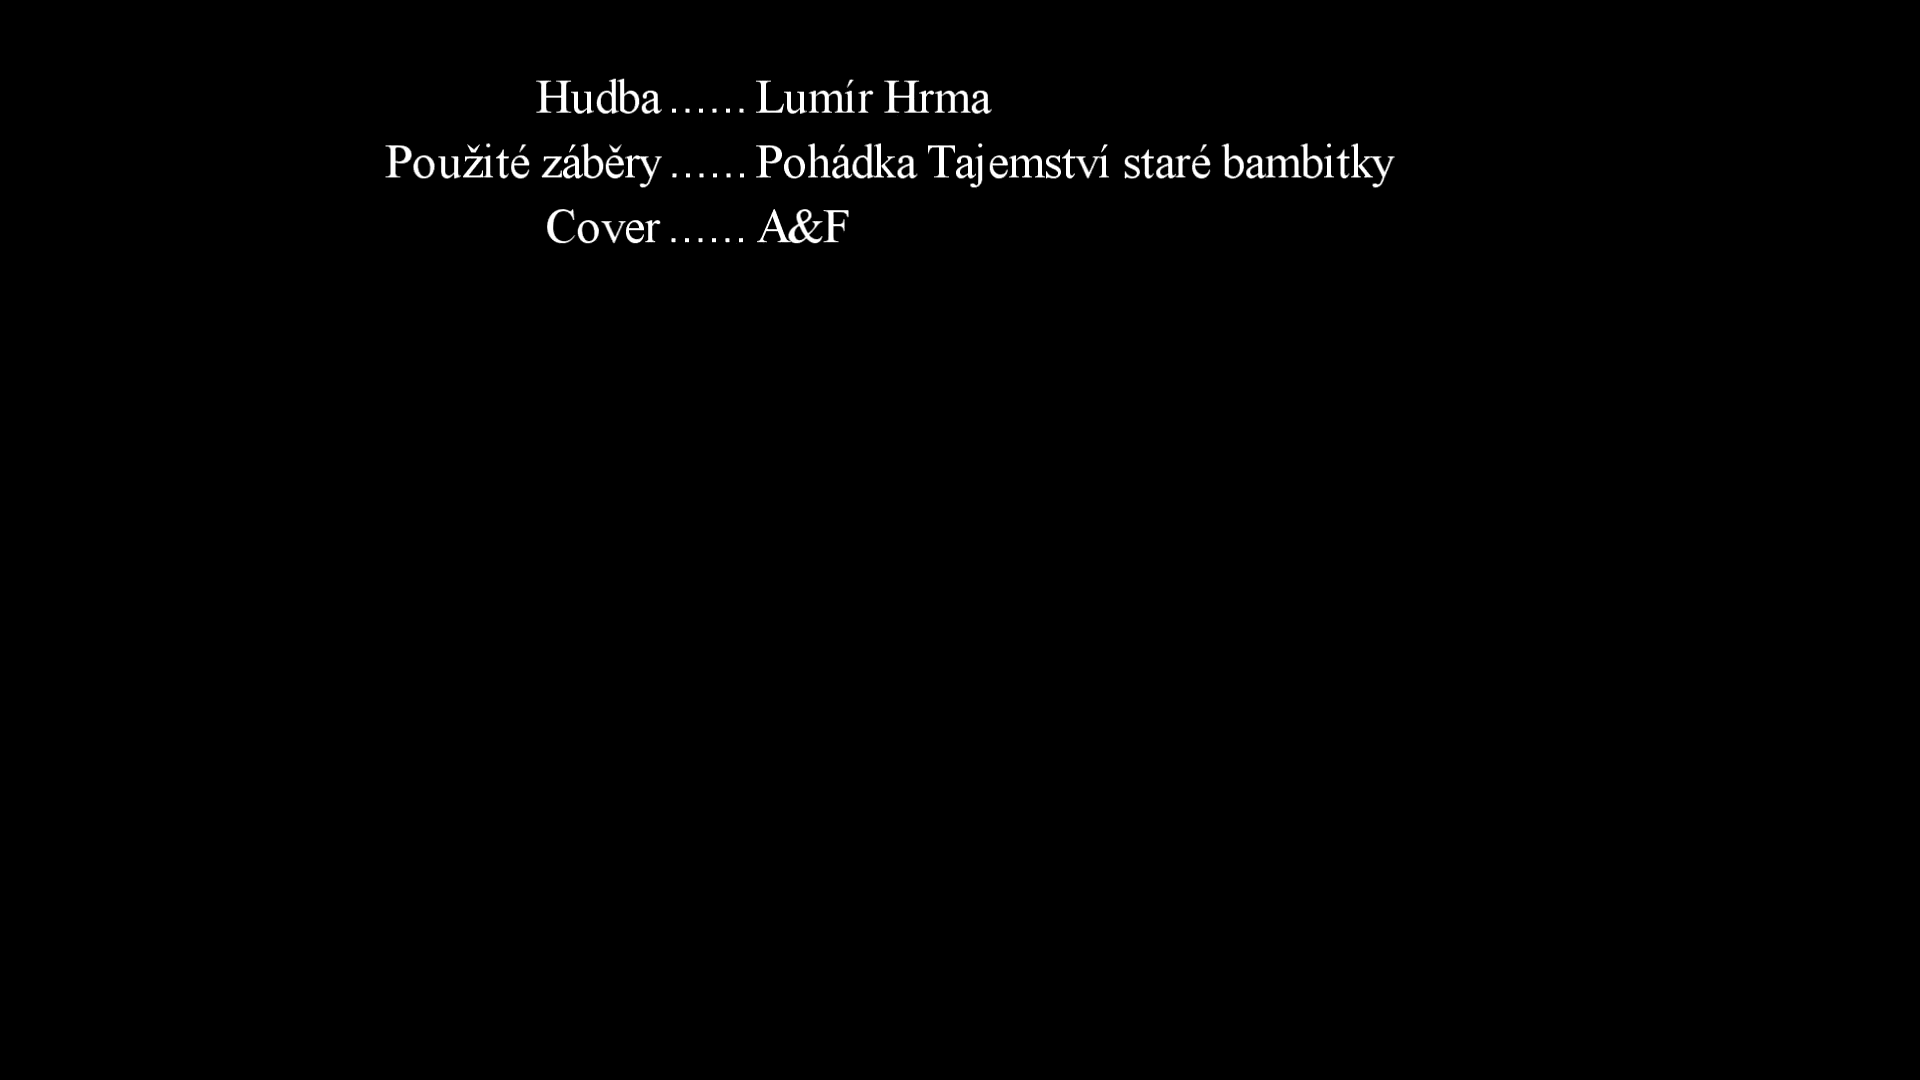 Hudba ...... Lumír Hrma
Použité záběry ...... Pohádka Tajemství staré bambitky
Cover ...... A&F